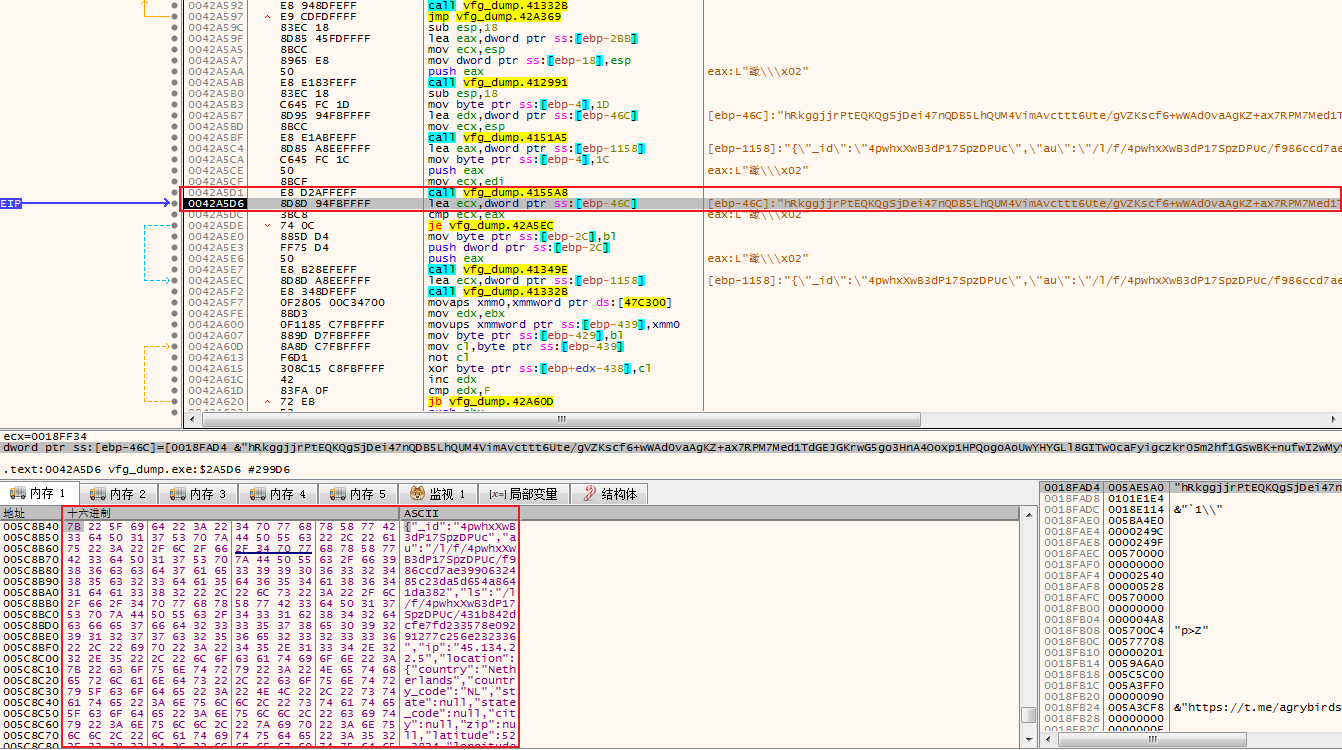 0042A592 E8 948DFEFF call vfg_dump.41332B
0042A597 E9 CDFDFFFF jmp vfg_dump.42A369
0042A59C 83EC 18 sub esp,18
0042A59F 8D85 45FDFFFF lea eax,dword ptr ss:[ebp-2BB]
0042A5A5 8BCC mov ecx,esp
0042A5A7 8965 E8 mov dword ptr ss:[ebp-18],esp
0042A5AA 50 push eax
0042A5AB E8 E183FEFF call vfg_dump.412991
0042A5B0 83EC 18 sub esp,18
0042A5B3 C645 FC 1D mov byte ptr ss:[ebp-4],1D
0042A5B7 8D95 94FBFFFF lea edx,dword ptr ss:[ebp-46C]
0042A5BD 8BCC mov ecx,esp
0042A5BF E8 E1ABFEFF call vfg_dump.4151A5
0042A5C4 8D85 A8EEFFFF lea eax,dword ptr ss:[ebp-1158] [ebp-1158]:"{\"_id\":\"4pwhxXwB3dP17SpzDPUc\",\"au\":\"/l/f/4pwhxXwB3dP17SpzDPUc/f986ccd7ae
0042A5CA C645 FC 1C mov byte ptr ss:[ebp-4],1C
0042A5CE 50 push eax
0042A5CF 8BCF mov ecx,edi
0042A5D1 E8 D2AFFEFF call vfg_dump.4155A8
EIP 0042A5D6 8D8D 94FBFFFF lea ecx,dword ptr ss:[ebp-46C]
0042A5DC 3BC8 cmp ecx,eax
0042A5DE 74 0C je vfg_dump.42A5EC
0042A5E0 885D D4 mov byte ptr ss:[ebp-2C],bl
0042A5E3 FF75 D4 push dword ptr ss:[ebp-2C]
0042A5E6 50 push eax
0042A5E7 E8 B28EFEFF call vfg_dump.41349E
0042A5EC 8D8D A8EEFFFF lea ecx,dword ptr ss:[ebp-1158] [ebp-1158]:"{\"_id\":\"4pwhxXwB3dP17SpzDPUc\",\"au\":\"/l/f/4pwhxXwB3dP17SpzDPUc/f986ccd7ae
0042A5F2 E8 348DFEFF call vfg_dump.41332B
0042A5F7 0F2805 00C34700 movaps xmm0,xmmword ptr ds:[47C300]
0042A5FE 8BD3 mov edx,ebx
0042A600 0F1185 C7FBFFFF movups xmmword ptr ss:[ebp-439],xmm0
0042A607 889D D7FBFFFF mov byte ptr ss:[ebp-429],bl
0042A60D 8A8D C7FBFFFF mov cl,byte ptr ss:[ebp-439]
0042A613 F6D1 not cl
0042A615 308C15 C8FBFFFF xor byte ptr ss:[ebp+edx-438],cl
0042A61C 42 inc edx
0042A61D 83FA 0F cmp edx,F
0042A620 72 EB jb vfg_dump.42A60D
ecx=0018FF34
.text:0042A5D6 vfg_dump.exe:$2A5D6 #299D6
内存 1 内存 2 内存 3 内存 4 内存 5 监视 1 [x=] 局部变量 结构体
地址 十六进制 ASCII
005C8B40 7B 22 5F 69 64 22 3A 22 34 70 77 68 78 58 77 42 {"_id":"4pwhxXwB
005C8B50 33 64 50 31 37 53 70 7A 44 50 55 63 22 2C 22 61 3dP17SpzDPUc","a
005C8B60 75 22 3A 22 2F 6C 2F 66 2F 34 70 77 68 78 58 77 u":"/l/f/4pwhxXw
005C8B70 42 33 64 50 31 37 53 70 7A 44 50 55 63 2F 66 39 B3dP17SpzDPUc/f9
005C8B80 38 36 63 63 64 37 61 65 33 39 39 30 36 33 32 34 86ccd7ae39906324
005C8B90 38 35 63 32 33 64 61 35 64 36 35 34 61 38 36 34 85c23da5d654a864
005C8BA0 31 64 61 33 38 32 22 2C 22 6C 73 22 3A 22 2F 6C 1da382","ls":"/l
005C8BB0 2F 66 2F 34 70 77 68 78 58 77 42 33 64 50 31 37 /f/4pwhxXwB3dP17
005C8BC0 53 70 7A 44 50 55 63 2F 34 33 31 62 38 34 32 64 SpzDPUc/431b842d
005C8BD0 63 66 65 37 66 64 32 33 33 35 37 38 65 30 39 32 cfe7fd233578e092
005C8BE0 39 31 32 37 37 63 32 35 36 65 32 33 32 33 33 36 91277c256e232336
005C8BF0 22 2C 22 69 70 22 3A 22 34 35 2E 31 33 34 2E 32 ","ip":"45.134.2
005C8C00 32 2E 35 22 2C 22 6C 6F 63 61 74 69 6F 6E 22 3A 2.5","location":
005C8C10 7B 22 63 6F 75 6E 74 72 79 22 3A 22 4E 65 74 68 {"country":"Neth
005C8C20 65 72 6C 61 6E 64 73 22 2C 22 63 6F 75 6E 74 72 erlands","countr
005C8C30 79 5F 63 6F 64 65 22 3A 22 4E 4C 22 2C 22 73 74 y_code":"NL","st
005C8C40 61 74 65 22 3A 6E 75 6C 6C 2C 22 73 74 61 74 65 ate":null,"state
005C8C50 5F 63 6F 64 65 22 3A 6E 75 6C 6C 2C 22 63 69 74 _code":null,"cit
005C8C60 79 22 3A 6E 75 6C 6C 2C 22 7A 69 70 22 3A 6E 75 y":null,"zip":nu
005C8C70 6C 6C 2C 22 6C 61 74 69 74 75 64 65 22 3A 35 32 ll,"latitude":52
0018FAD4 005AE5A0
0018FAD8 0101E1E4
0018FADC 0018E114 &"`1\\"
0018FAE0 005BA4E0
0018FAE4 0000249C
0018FAE8 0000249F
0018FAEC 00570000
0018FAF0 00000000
0018FAF4 00002540
0018FAF8 00000528
0018FAFC 00570000
0018FB00 00000000
0018FB04 000004A8
0018FB08 005700C4 "p>Z"
0018FB0C 00577708
0018FB10 00000201
0018FB14 0059A6A0
0018FB18 005C5C00
0018FB1C 005A3FF0
0018FB20 00000090
0018FB24 005A3CF8 &"https://t.me/agrybirds
0018FB28 00000000